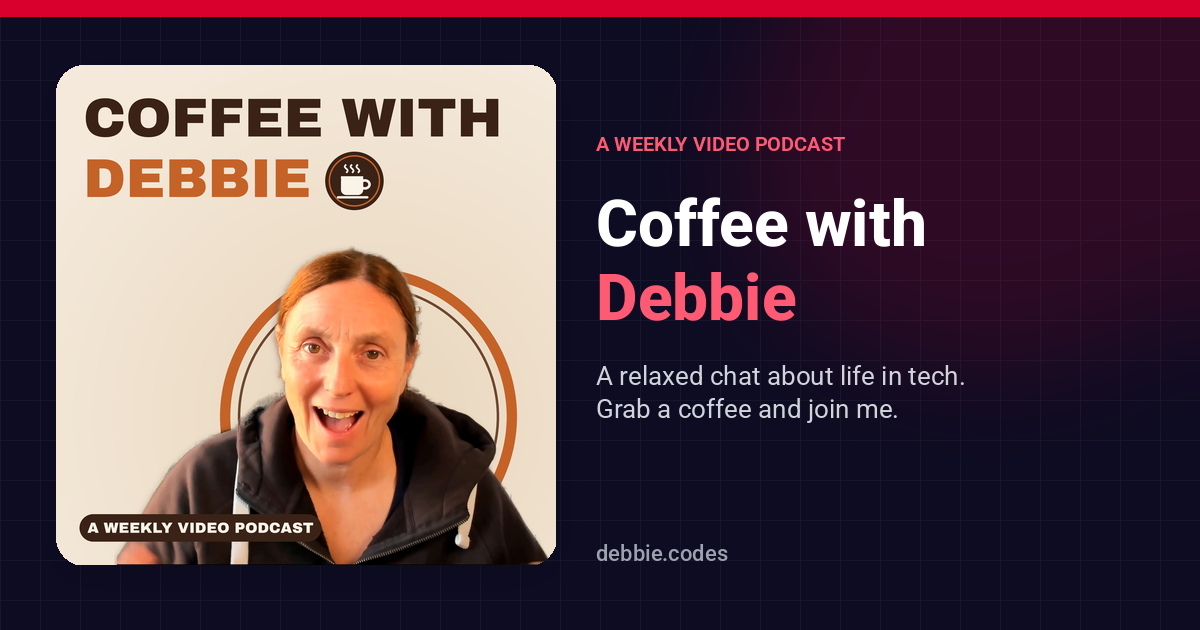 COFFEE WITH
DEBBIE
A WEEKLY VIDEO PODCAST
A WEEKLY VIDEO PODCAST
Coffee with
Debbie
A relaxed chat about life in tech.
Grab a coffee and join me.
debbie.codes